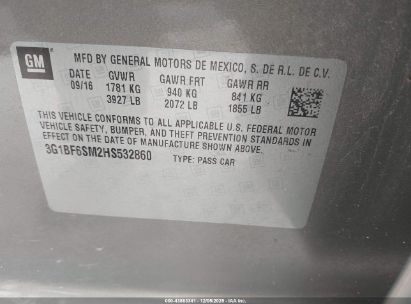 GM
MFD BY GENERAL MOTORS DE MEXICO, S. DE R.L. DE C.V.
DATE GVWR GAWR FRT GAWR RR
09/16 1781 KG 940 KG 841 KG
3927 LB 2072 LB 1855 LB
THIS VEHICLE CONFORMS TO ALL APPLICABLE U.S. FEDERAL MOTOR
VEHICLE SAFETY, BUMPER, AND THEFT PREVENTION STANDARDS IN
EFFECT ON THE DATE OF MANUFACTURE SHOWN ABOVE.
3G1BF6SM2HS532860 TYPE: PASS CAR